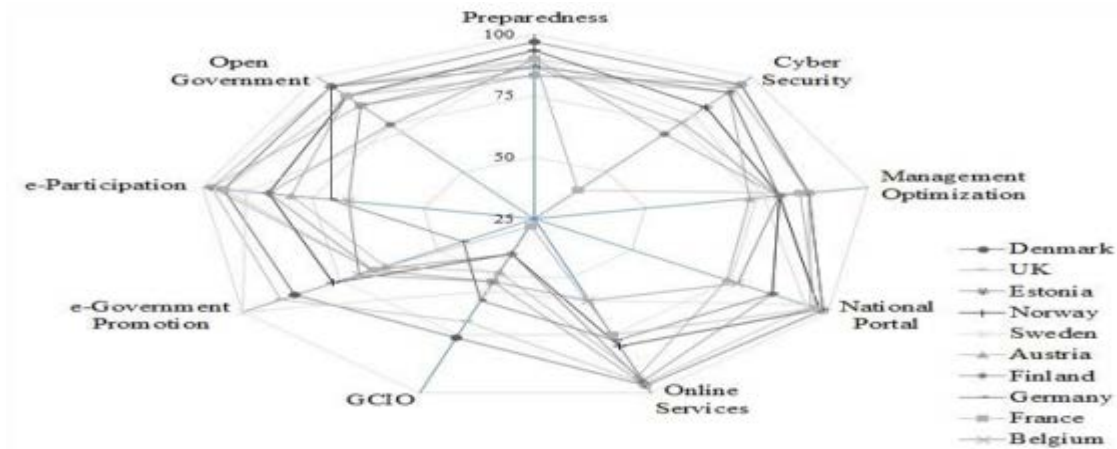 Preparedness
100
Open
Government
Cyber
Security
75
50
e-Participation
Management
Optimization
25
Denmark
UK
Estonia
Norway
Sweden
Austria
Finland
Germany
France
Belgium
e-Government
Promotion
National
Portal
GCIO
Online
Services